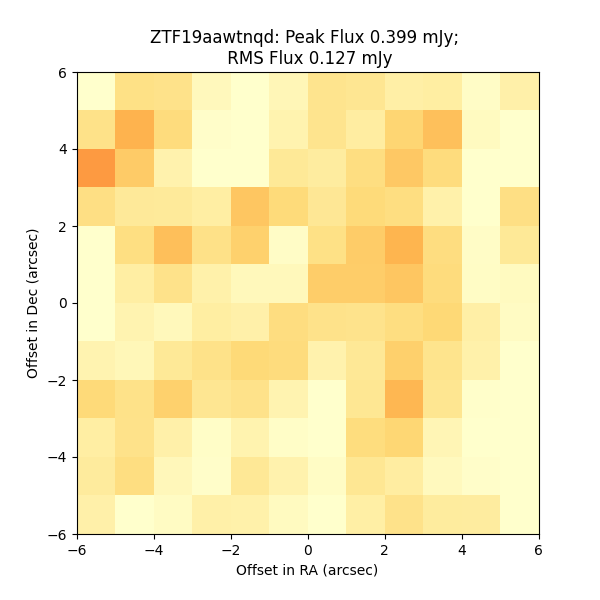 ZTF19aawtnqd: Peak Flux 0.399 mJy;
RMS Flux 0.127 mJy
6
4
2
0
−2
−4
−6
Offset in Dec (arcsec)
−6 −4 −2 0 2 4 6
Offset in RA (arcsec)